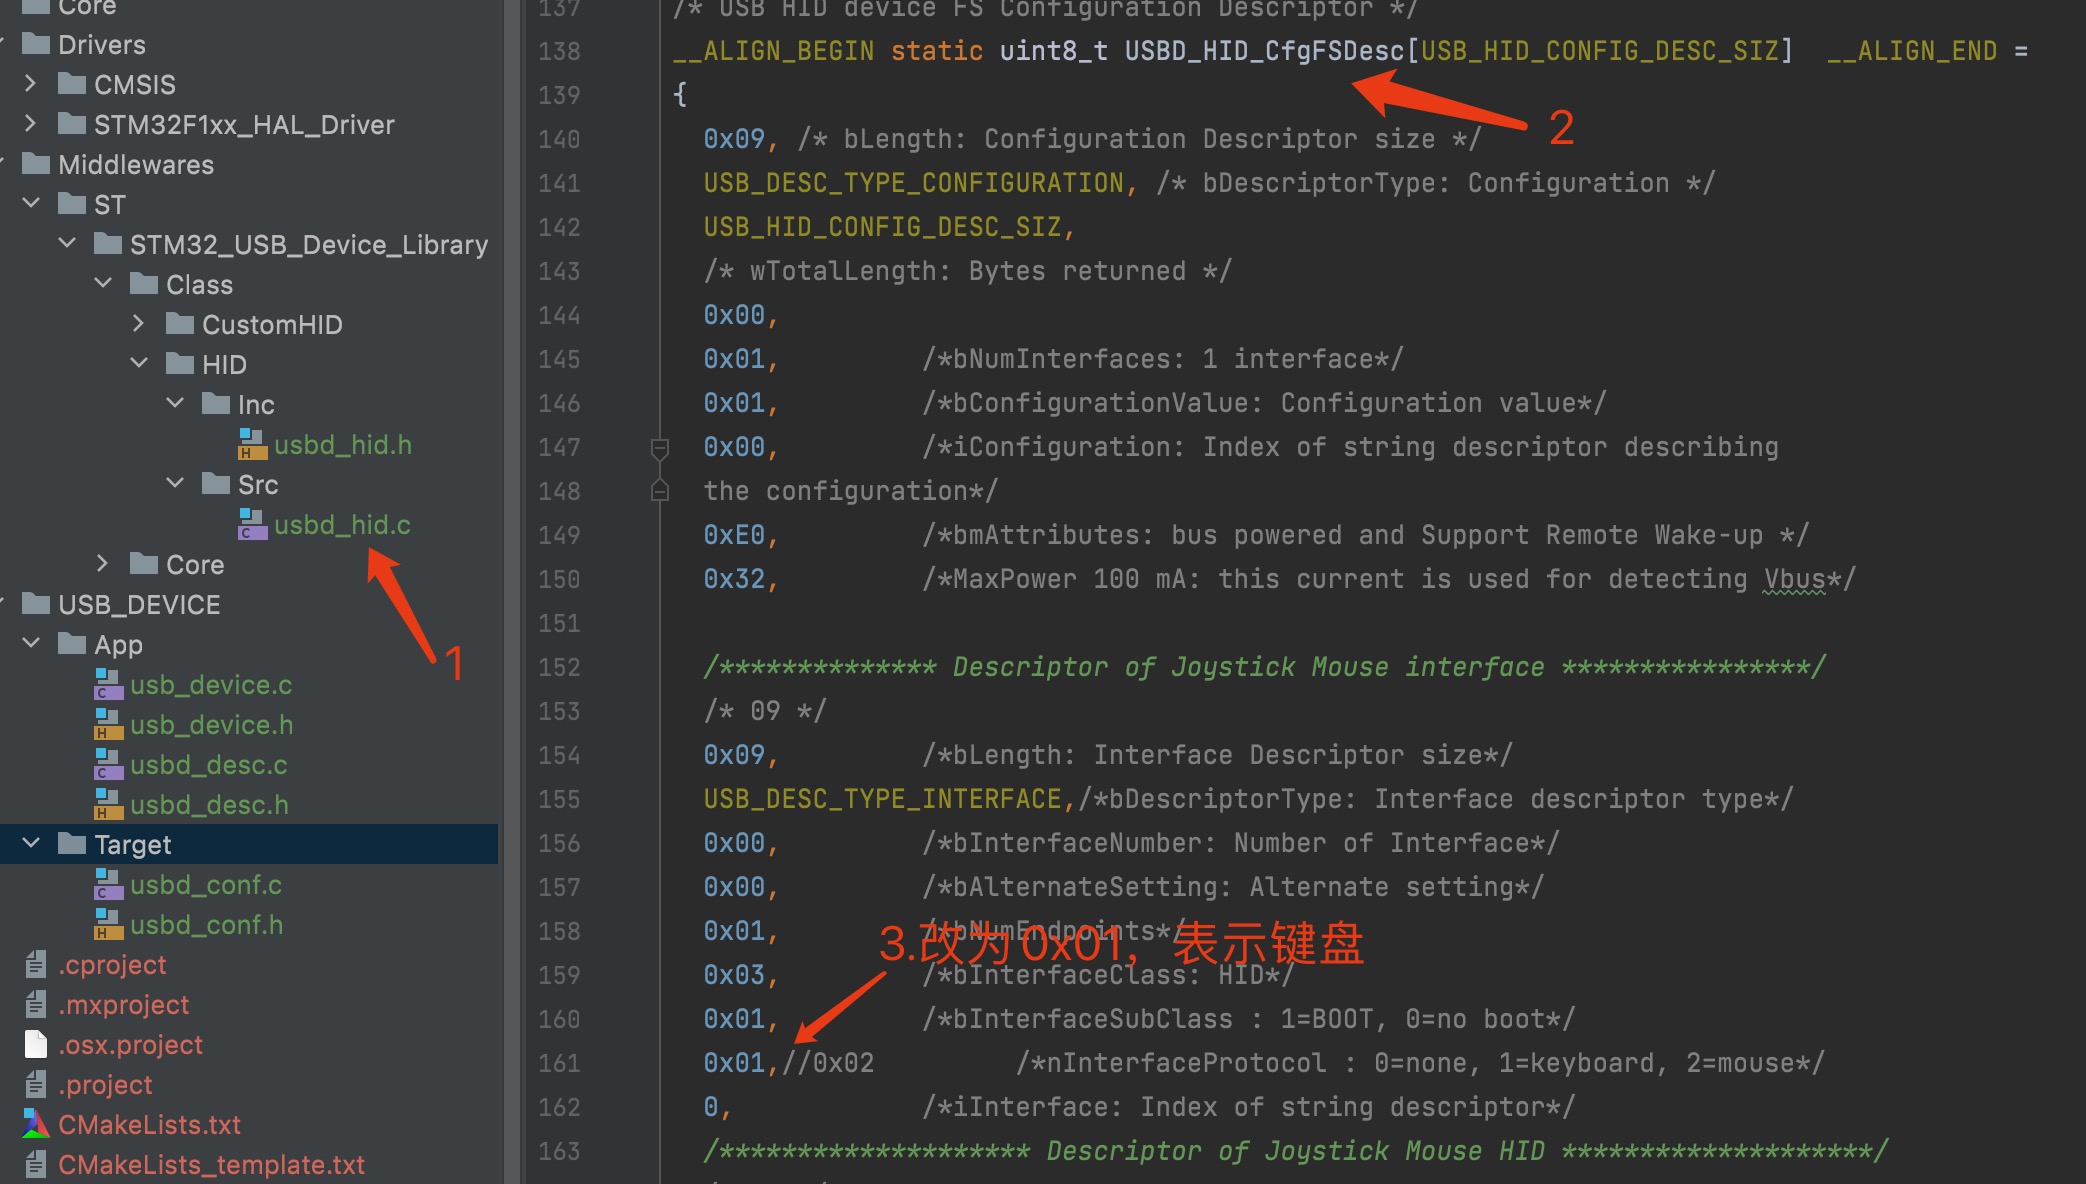 Core
Drivers
CMSIS
STM32F1xx_HAL_Driver
Middlewares
ST
STM32_USB_Device_Library
Class
CustomHID
HID
Inc
usbd_hid.h
Src
usbd_hid.c
Core
USB_DEVICE
App
usb_device.c
usb_device.h
usbd_desc.c
usbd_desc.h
Target
usbd_conf.c
usbd_conf.h
.cproject
.mxproject
.osx.project
.project
CMakeLists.txt
CMakeLists_template.txt
1
137 /* USB HID device FS Configuration Descriptor */
138 __ALIGN_BEGIN static uint8_t USBD_HID_CfgFSDesc[USB_HID_CONFIG_DESC_SIZ] __ALIGN_END =
139 {
2
140 0x09, /* bLength: Configuration Descriptor size */
141 USB_DESC_TYPE_CONFIGURATION, /* bDescriptorType: Configuration */
142 USB_HID_CONFIG_DESC_SIZ,
143 /* wTotalLength: Bytes returned */
144 0x00,
145 0x01, /*bNumInterfaces: 1 interface*/
146 0x01, /*bConfigurationValue: Configuration value*/
147 0x00, /*iConfiguration: Index of string descriptor describing
148 the configuration*/
149 0xE0, /*bmAttributes: bus powered and Support Remote Wake-up */
150 0x32, /*MaxPower 100 mA: this current is used for detecting Vbus*/
151
152 /************** Descriptor of Joystick Mouse interface ****************/
153 /* 09 */
154 0x09, /*bLength: Interface Descriptor size*/
155 USB_DESC_TYPE_INTERFACE,/*bDescriptorType: Interface descriptor type*/
156 0x00, /*bInterfaceNumber: Number of Interface*/
157 0x00, /*bAlternateSetting: Alternate setting*/
158 0x01, /*bNumEndpoints*/
3.改为0x01，表示键盘
159 0x03, /*bInterfaceClass: HID*/
160 0x01, /*bInterfaceSubClass : 1=BOOT, 0=no boot*/
161 0x01,//0x02 /*nInterfaceProtocol : 0=none, 1=keyboard, 2=mouse*/
162 0, /*iInterface: Index of string descriptor*/
163 /******************** Descriptor of Joystick Mouse HID ********************/